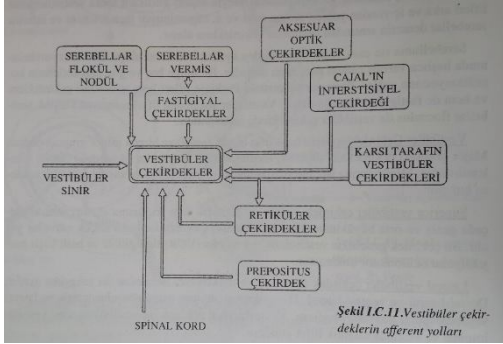 AKSESUAR
OPTİK
ÇEKİRDEKLER
SEREBELLAR
FLOKÜL VE
NODÜL
SEREBELLAR
VERMİS
CAJAL'IN
İNTERSTİSİYEL
ÇEKİRDEĞİ
FASTİGİYAL
ÇEKİRDEKLER
VESTİBÜLER
ÇEKİRDEKLER
KARSI TARAFIN
VESTİBÜLER
ÇEKİRDEKLERİ
VESTİBÜLER
SİNİR
RETİKÜLER
ÇEKİRDEKLER
PREPOSİTUS
ÇEKİRDEK
SPİNAL KORD
Şekil I.C.11.Vestibüler çekir-
deklerin afferent yolları